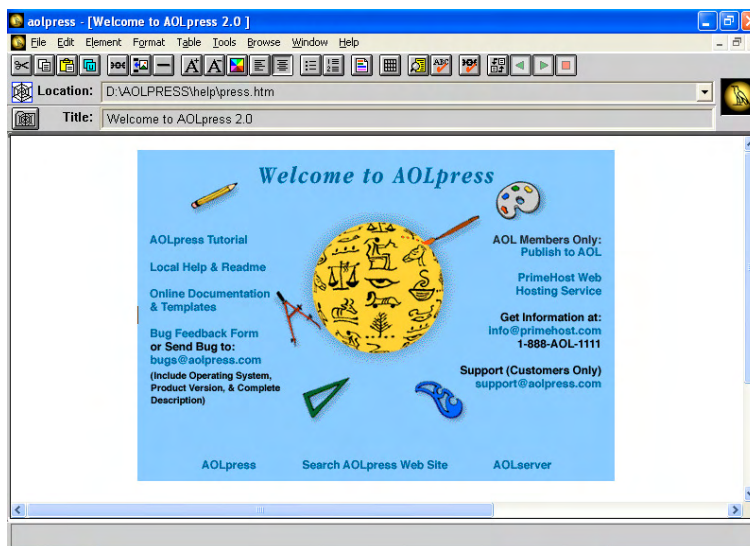 aolpress - [Welcome to AOLpress 2.0 ]
File Edit Element Format Table Tools Browse Window Help
Location: D:\AOLPRESS\help\press.htm
Title: Welcome to AOLpress 2.0
Welcome to AOLpress
AOLpress Tutorial
Local Help & Readme
Online Documentation
& Templates
Bug Feedback Form
or Send Bug to:
bugs@aolpress.com
(Include Operating System,
Product Version, & Complete
Description)
AOL Members Only:
Publish to AOL
PrimeHost Web
Hosting Service
Get Information at:
info@primehost.com
1-888-AOL-1111
Support (Customers Only)
support@aolpress.com
AOLpress Search AOLpress Web Site AOLserver